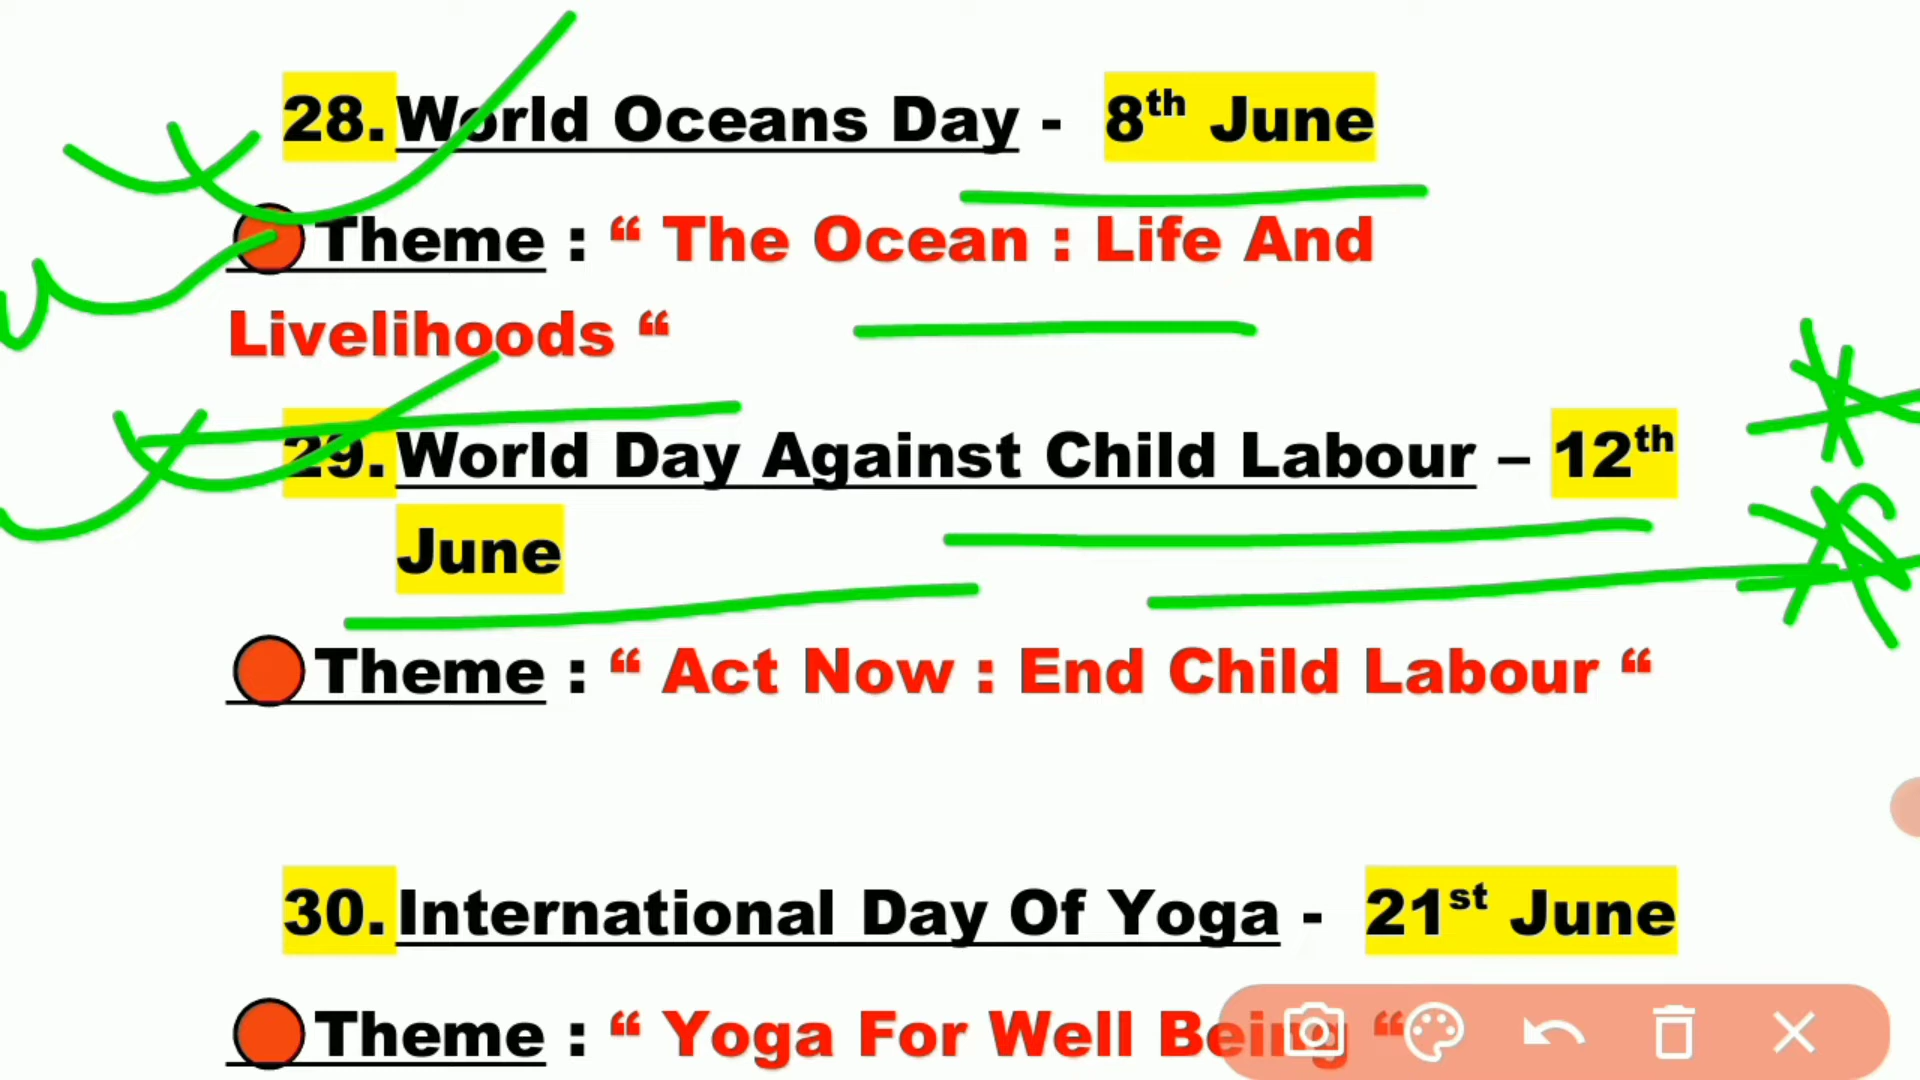 28. World Oceans Day - 8th June
Theme : “ The Ocean : Life And
Livelihoods “
29. World Day Against Child Labour – 12th
June
Theme : “ Act Now : End Child Labour “
30. International Day Of Yoga - 21st June
Theme : “ Yoga For Well Being “